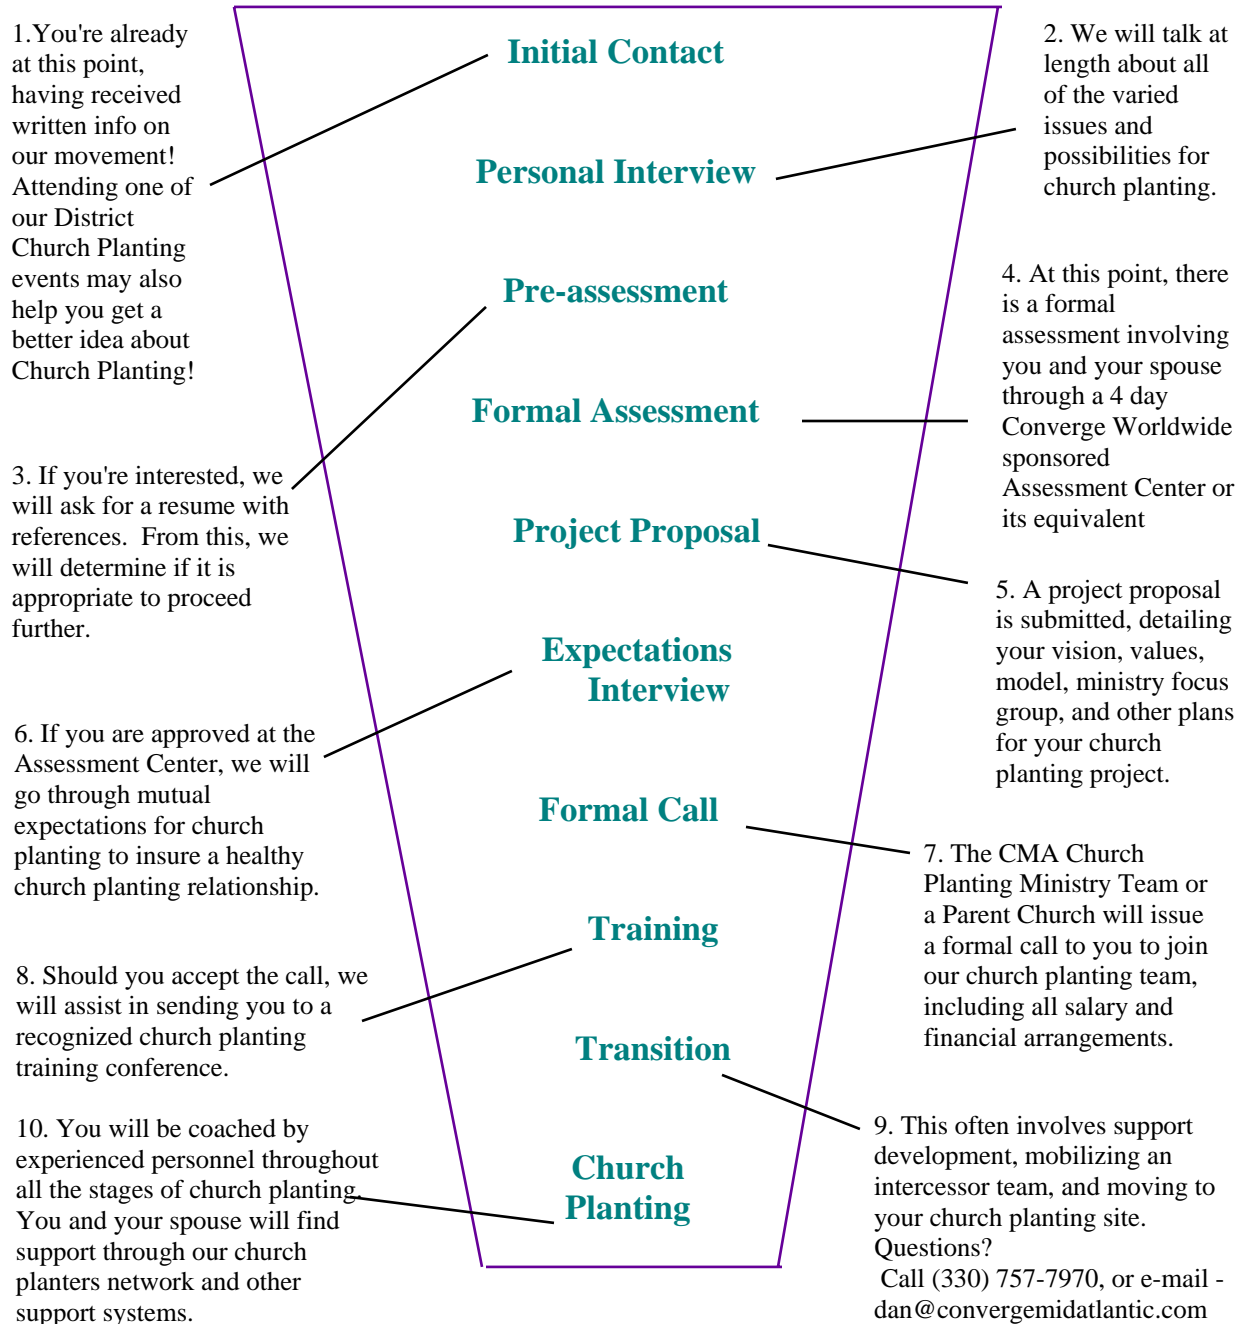 Initial Contact
1.You're already
at this point,
having received
written info on
our movement!
Attending one of
our District
Church Planting
events may also
help you get a
better idea about
Church Planting!
Personal Interview
2. We will talk at
length about all
of the varied
issues and
possibilities for
church planting.
Pre-assessment
3. If you're interested, we
will ask for a resume with
references.  From this, we
will determine if it is
appropriate to proceed
further.
Formal Assessment
4. At this point, there
is a formal
assessment involving
you and your spouse
through a 4 day
Converge Worldwide
sponsored
Assessment Center or
its equivalent
Project Proposal
5. A project proposal
is submitted, detailing
your vision, values,
model, ministry focus
group, and other plans
for your church
planting project.
Expectations
Interview
6. If you are approved at the
Assessment Center, we will
go through mutual
expectations for church
planting to insure a healthy
church planting relationship.
Formal Call
7. The CMA Church
Planting Ministry Team or
a Parent Church will issue
a formal call to you to join
our church planting team,
including all salary and
financial arrangements.
Training
8. Should you accept the call, we
will assist in sending you to a
recognized church planting
training conference.
Transition
9. This often involves support
development, mobilizing an
intercessor team, and moving to
your church planting site.
Questions?
Call (330) 757-7970, or e-mail -
dan@convergemidatlantic.com
Church
Planting
10. You will be coached by
experienced personnel throughout
all the stages of church planting.
You and your spouse will find
support through our church
planters network and other
support systems.